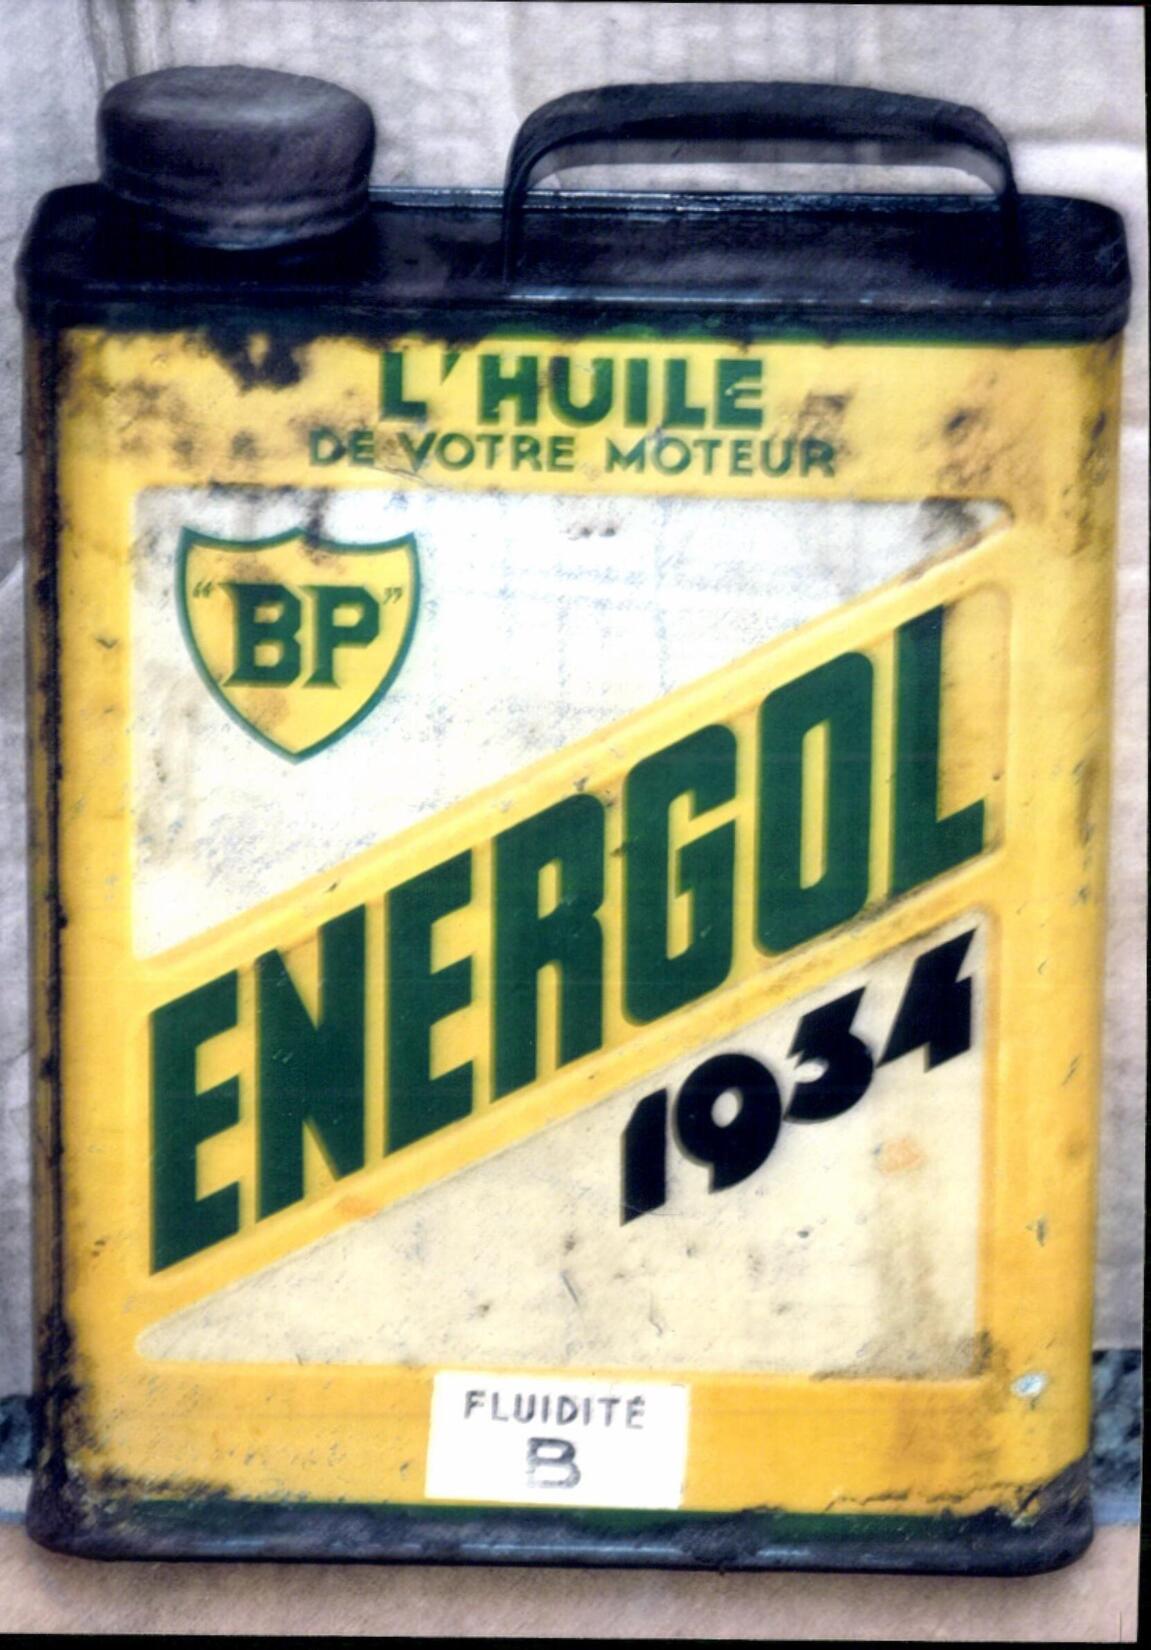 L'HUILE
DE VOTRE MOTEUR
"BP"
ENERGOL
1934
FLUIDITÉ
B